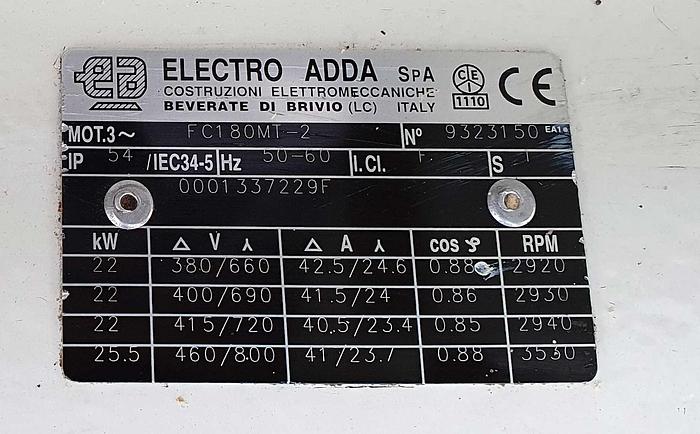 ea ELECTRO ADDA SpA
COSTRUZIONI ELETTROMECCANICHE
BEVERATE DI BRIVIO (LC) ITALY
CEI 1110 CE
MOT.3~ FC180MT-2 Nº 9323150 EA1
IP 54 /IEC34-5 Hz 50-60 I.Cl. F S 1
0001337229F
kW Δ V ⅄ Δ A ⅄ cos φ RPM
22 380/660 42.5/24.6 0.88 2920
22 400/690 41.5/24 0.86 2930
22 415/720 40.5/23.4 0.85 2940
25.5 460/800 41/23.7 0.88 3530